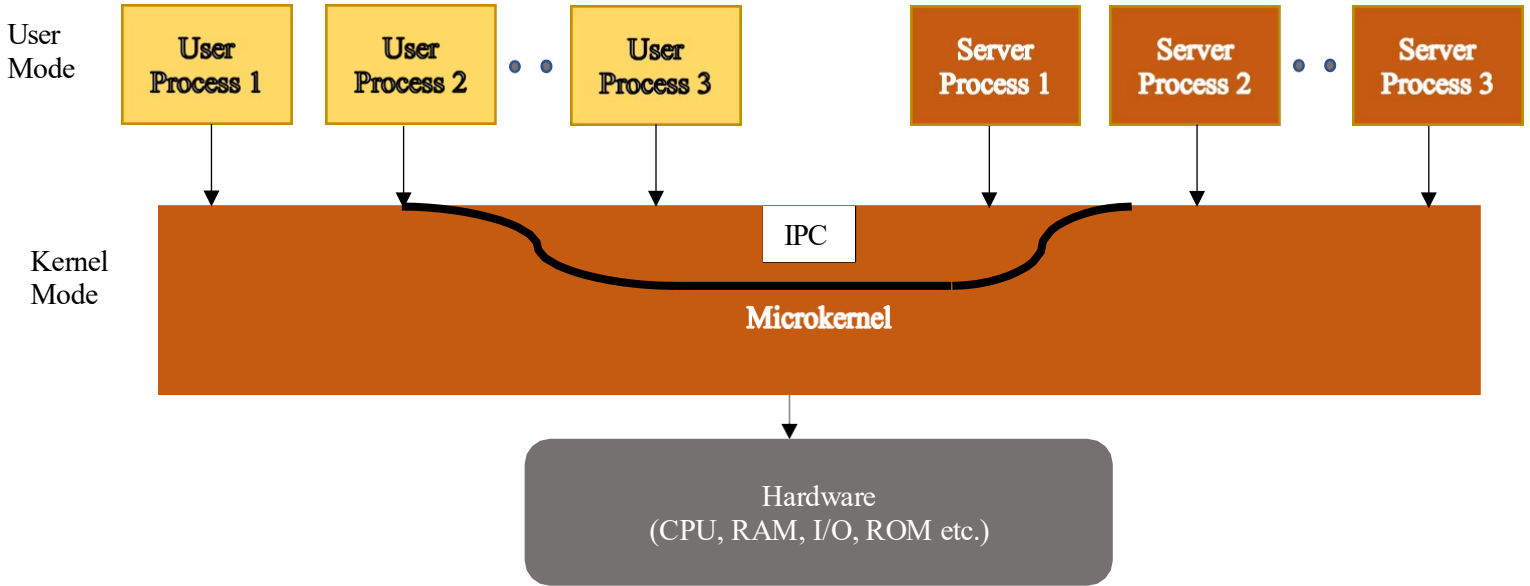 User
Mode
User
Process 1
User
Process 2
User
Process 3
Server
Process 1
Server
Process 2
Server
Process 3
IPC
Kernel
Mode
Microkernel
Hardware
(CPU, RAM, I/O, ROM etc.)